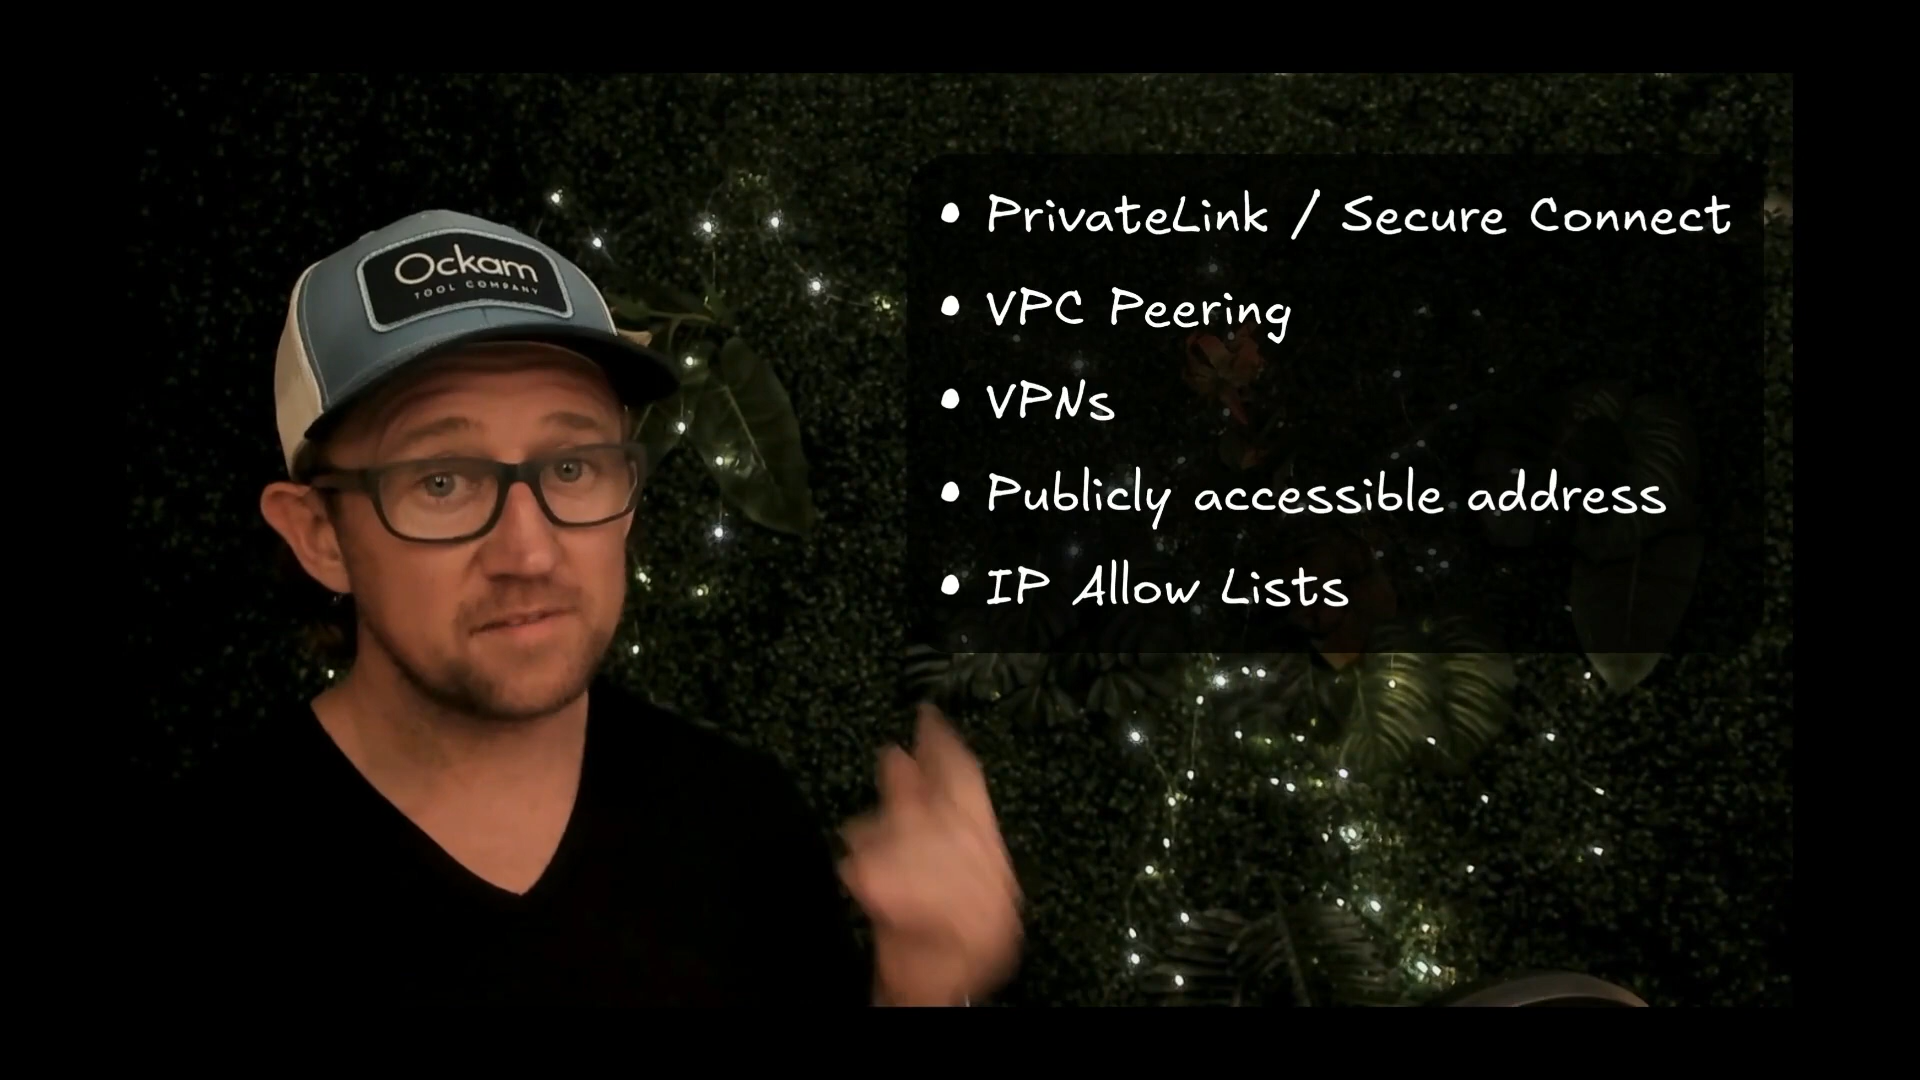 Ockam
TOOL COMPANY
• PrivateLink / Secure Connect
• VPC Peering
• VPNs
• Publicly accessible address
• IP Allow Lists